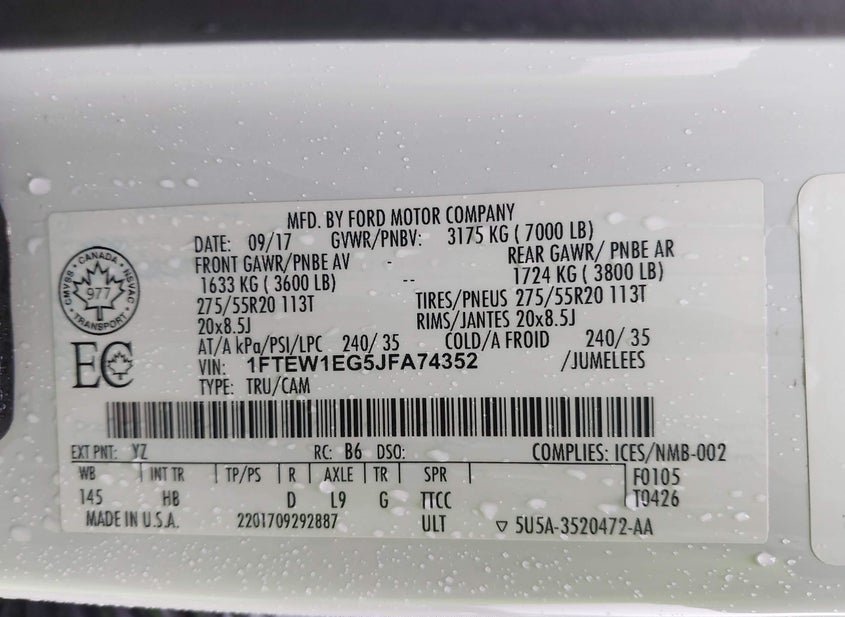 MFD. BY FORD MOTOR COMPANY
DATE: 09/17 GVWR/PNBV: 3175 KG ( 7000 LB)
FRONT GAWR/PNBE AV REAR GAWR/ PNBE AR
1633 KG ( 3600 LB) -- 1724 KG ( 3800 LB)
275/55R20 113T TIRES/PNEUS 275/55R20 113T
20x8.5J RIMS/JANTES 20x8.5J
AT/A kPa/PSI/LPC 240/ 35 COLD/A FROID 240/ 35
VIN: 1FTEW1EG5JFA74352 /JUMELEES
TYPE: TRU/CAM
CANADA
CMVSS NSVAC
977
TRANSPORT
EC
EXT PNT: YZ RC: B6 DSO: COMPLIES: ICES/NMB-002
WB INT TR TP/PS R AXLE TR SPR F0105
145 HB D L9 G TTCC T0426
MADE IN U.S.A. 2201709292887 ULT ▽ 5U5A-3520472-AA